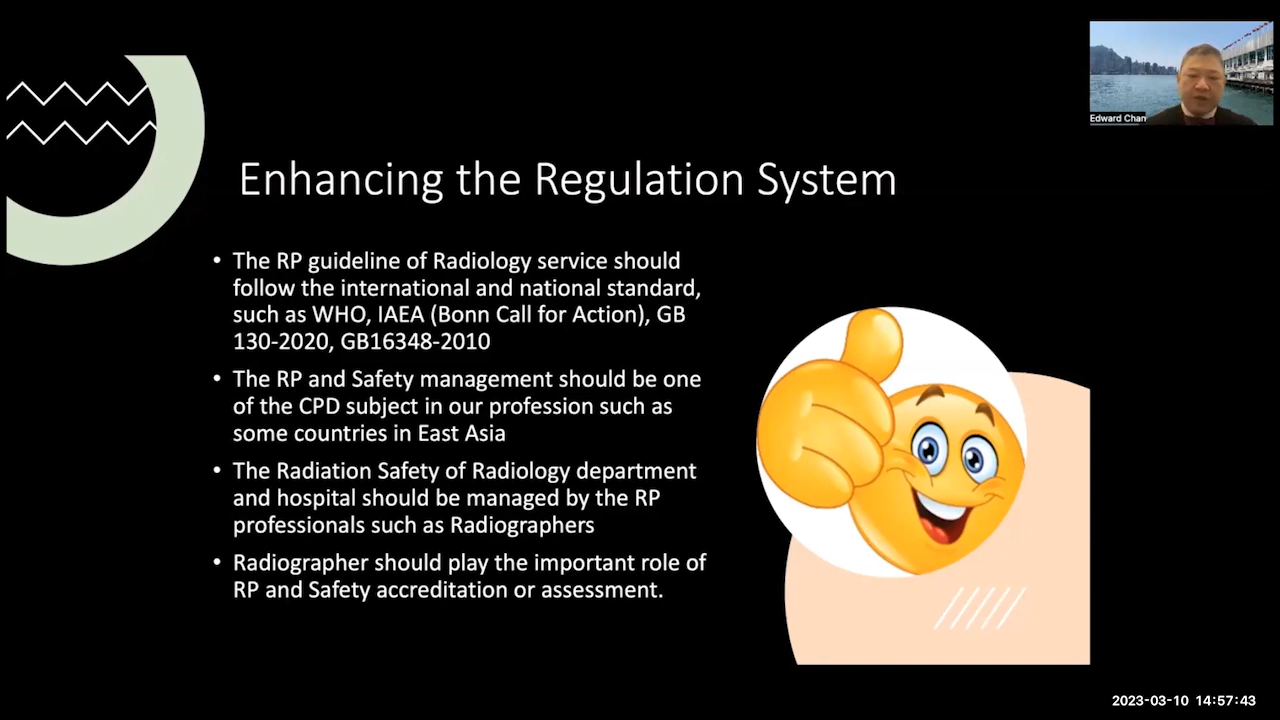 Edward Chan
Enhancing the Regulation System
• The RP guideline of Radiology service should
follow the international and national standard,
such as WHO, IAEA (Bonn Call for Action), GB
130-2020, GB16348-2010
• The RP and Safety management should be one
of the CPD subject in our profession such as
some countries in East Asia
• The Radiation Safety of Radiology department
and hospital should be managed by the RP
professionals such as Radiographers
• Radiographer should play the important role of
RP and Safety accreditation or assessment.
2023-03-10 14:57:43